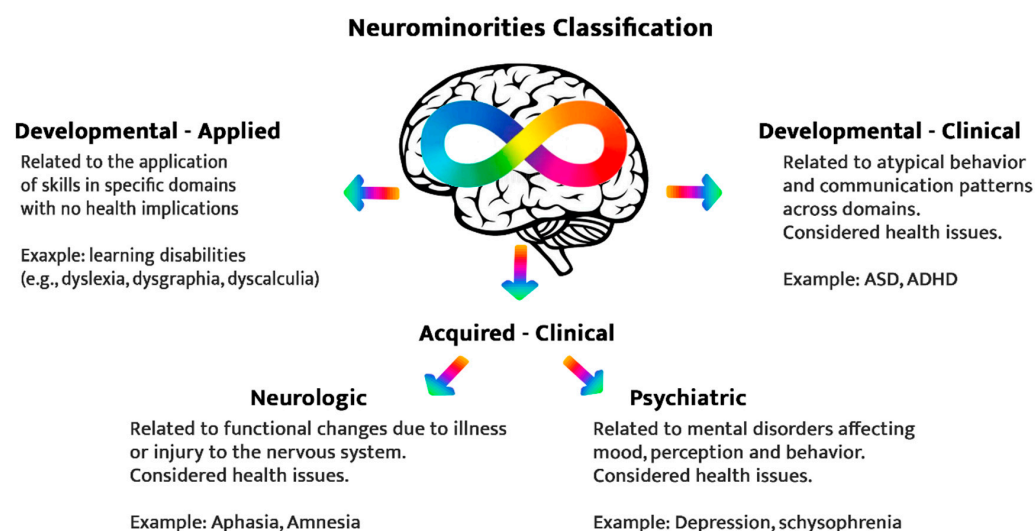 Neurominorities Classification
Developmental - Applied
Related to the application
of skills in specific domains
with no health implications
Exaxple: learning disabilities
(e.g., dyslexia, dysgraphia, dyscalculia)
Developmental - Clinical
Related to atypical behavior
and communication patterns
across domains.
Considered health issues.
Example: ASD, ADHD
Acquired - Clinical
Neurologic
Related to functional changes due to illness
or injury to the nervous system.
Considered health issues.
Example: Aphasia, Amnesia
Psychiatric
Related to mental disorders affecting
mood, perception and behavior.
Considered health issues.
Example: Depression, schysophrenia